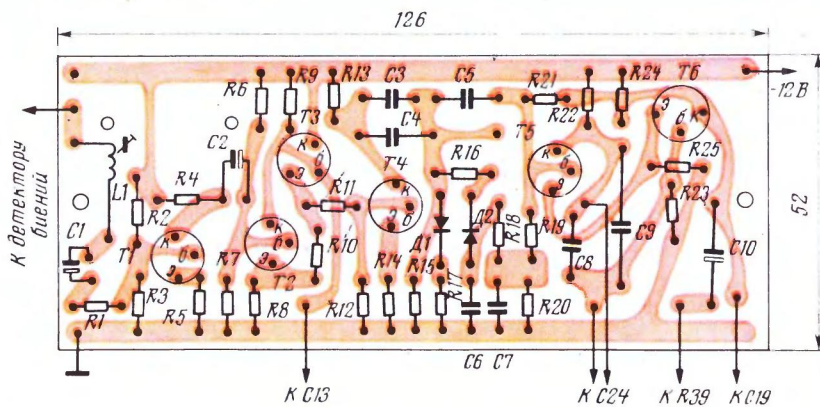 126
R6
R9
R13
C3
C5
R21
R24
T6
-12В
T3
R22
э
б
к
C2
к
б
C4
T5
к
б
R25
К детектору биений
L1
R4
э
T4
R16
э
R23
52
R2
R11
к
б
C1
T1
к
б
э
к
б
R10
э
Д1
Д2
R18
R19
C9
C10
э
R7
T2
R14
R15
R17
C8
R1
R3
R5
R8
R12
R20
C6
C7
К C13
К C24
К R39
К C19